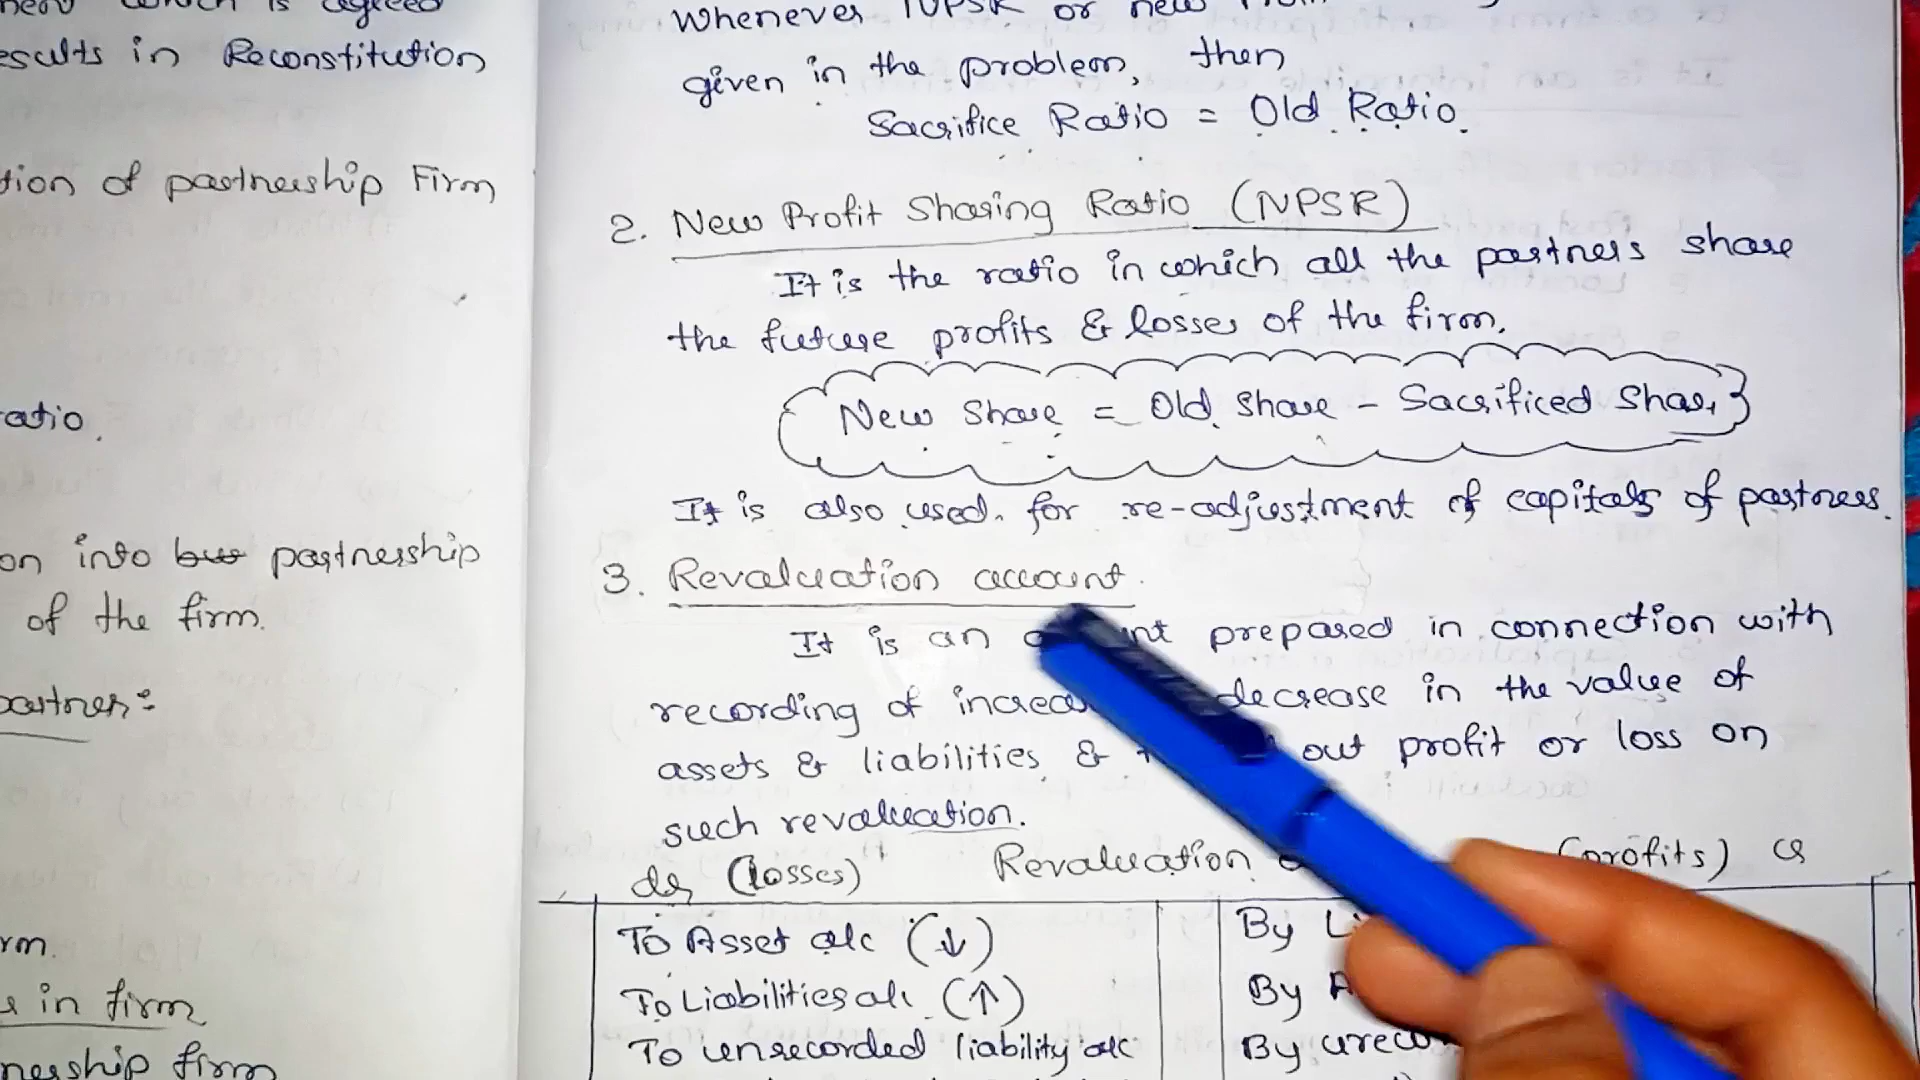 results in Reconstitution
tion of partnership Firm
ratio.
on into partnership
of the firm.
partner:
in firm
nership firm
Whenever NPSR or new
given in the problem, then
Sacrifice Ratio = Old Ratio.
2. New Profit Sharing Ratio (NPSR)
It is the ratio in which all the partners share
the future profits & losses of the firm.
New Share = Old Share - Sacrificed Share
It is also used for re-adjustment of capitals of partners.
3. Revaluation account.
It is an prepared in connection with
recording of decrease in the value of
assets & liabilities & out profit or loss on
such revaluation.
dr (losses) Revaluation (profits) cr
To Asset a/c (↓)
To Liabilities a/c (↑)
To unrecorded liability a/c
By
By
By